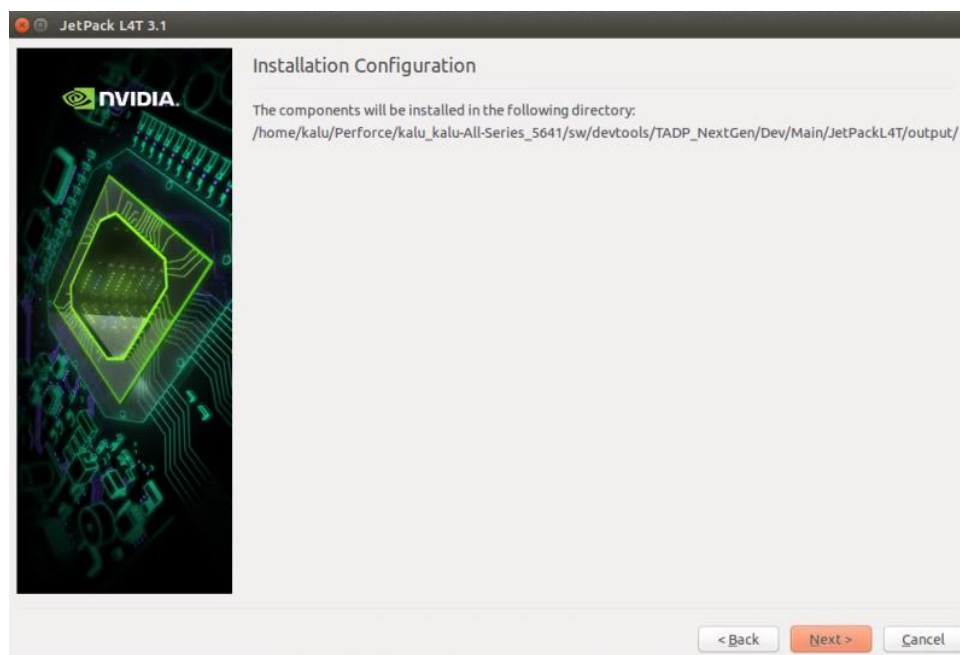 JetPack L4T 3.1
NVIDIA.
Installation Configuration
The components will be installed in the following directory:
/home/kalu/Perforce/kalu_kalu-All-Series_5641/sw/devtools/TADP_NextGen/Dev/Main/JetPackL4T/output/
< Back
Next >
Cancel